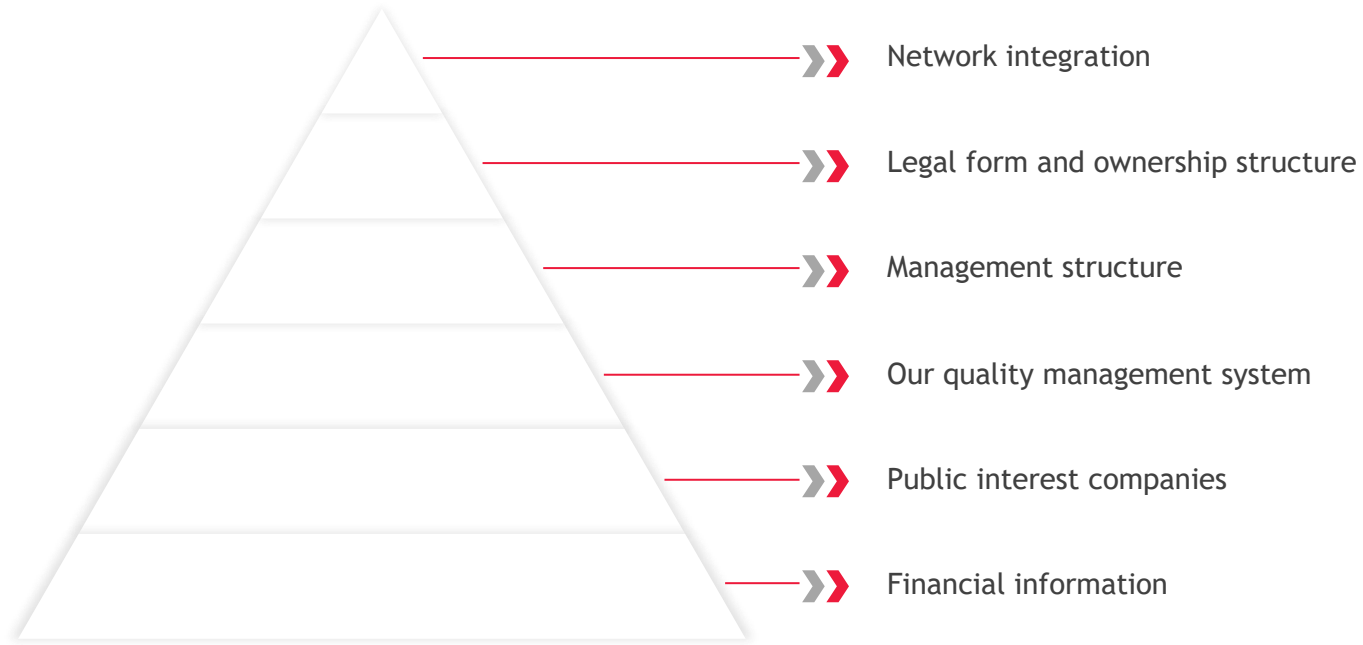 Network integration
Legal form and ownership structure
Management structure
Our quality management system
Public interest companies
Financial information